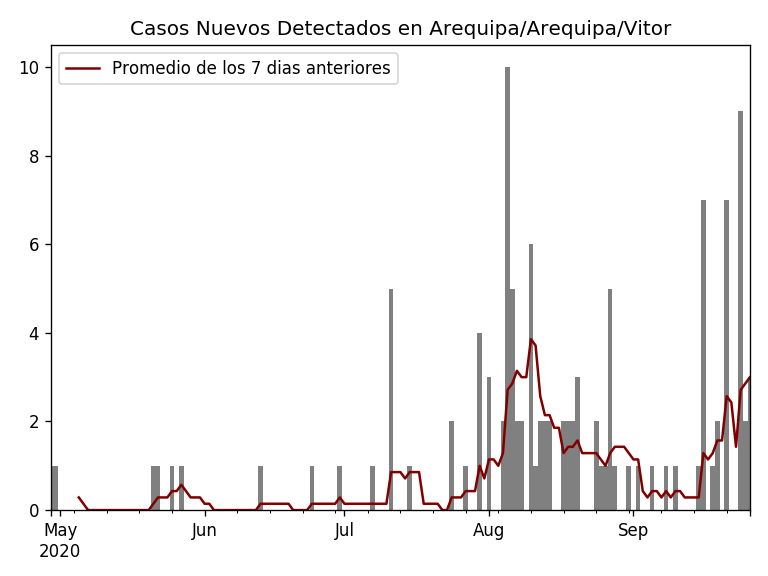 Casos Nuevos Detectados en Arequipa/Arequipa/Vitor
Promedio de los 7 dias anteriores
10
8
6
4
2
0
May Jun Jul Aug Sep
2020